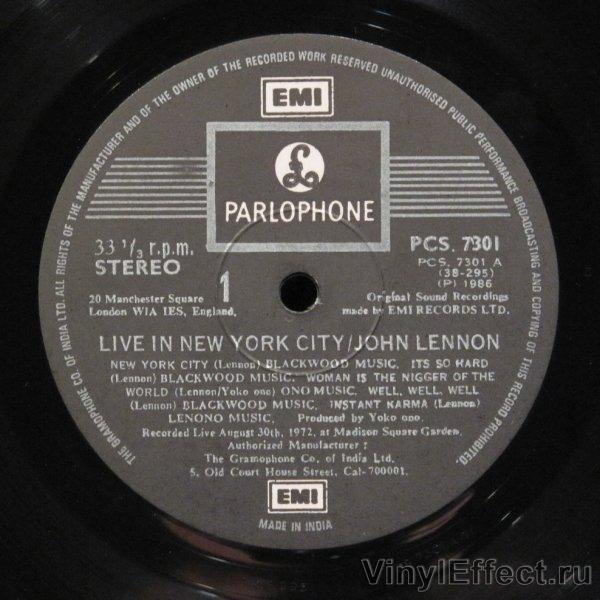 THE GRAMOPHONE CO. OF INDIA LTD. ALL RIGHTS OF THE MANUFACTURER AND OF THE OWNER OF THE RECORDED WORK RESERVED UNAUTHORISED PUBLIC PERFORMANCE BROADCASTING AND COPYING OF THIS RECORD PROHIBITED.
EMI
£
PARLOPHONE
33 1/3 r.p.m.
STEREO
1
PCS. 7301
PCS. 7301 A
(38-295)
(P) 1986
20 Manchester Square
London WIA IES, England.
Original Sound Recordings
made by EMI RECORDS LTD.
LIVE IN NEW YORK CITY/JOHN LENNON
NEW YORK CITY (Lennon) BLACKWOOD MUSIC. ITS SO HARD
(Lennon) BLACKWOOD MUSIC. WOMAN IS THE NIGGER OF THE
WORLD (Lennon/Yoko ono) ONO MUSIC. WELL, WELL, WELL
(Lennon) BLACKWOOD MUSIC. INSTANT KARMA (Lennon)
LENONO MUSIC. Produced by Yoko ono.
Recorded Live August 30th, 1972, at Madison Square Garden.
Authorized Manufacturer :
The Gramophone Co. of India Ltd.
5, Old Court House Street, Cal-700001.
EMI
MADE IN INDIA
VinylEffect.ru